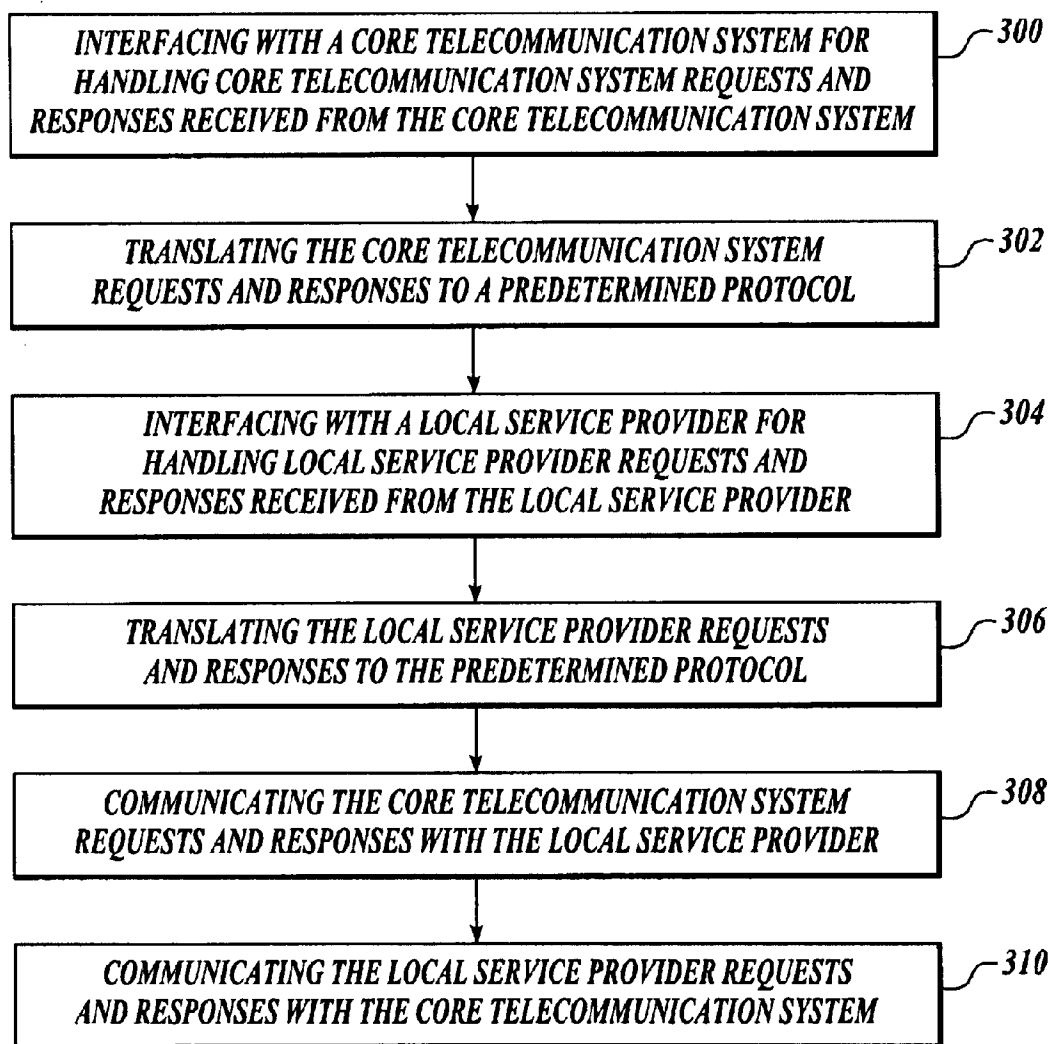 INTERFACING WITH A CORE TELECOMMUNICATION SYSTEM FOR
HANDLING CORE TELECOMMUNICATION SYSTEM REQUESTS AND
RESPONSES RECEIVED FROM THE CORE TELECOMMUNICATION SYSTEM
300
TRANSLATING THE CORE TELECOMMUNICATION SYSTEM
REQUESTS AND RESPONSES TO A PREDETERMINED PROTOCOL
302
INTERFACING WITH A LOCAL SERVICE PROVIDER FOR
HANDLING LOCAL SERVICE PROVIDER REQUESTS AND
RESPONSES RECEIVED FROM THE LOCAL SERVICE PROVIDER
304
TRANSLATING THE LOCAL SERVICE PROVIDER REQUESTS
AND RESPONSES TO THE PREDETERMINED PROTOCOL
306
COMMUNICATING THE CORE TELECOMMUNICATION SYSTEM
REQUESTS AND RESPONSES WITH THE LOCAL SERVICE PROVIDER
308
COMMUNICATING THE LOCAL SERVICE PROVIDER REQUESTS
AND RESPONSES WITH THE CORE TELECOMMUNICATION SYSTEM
310